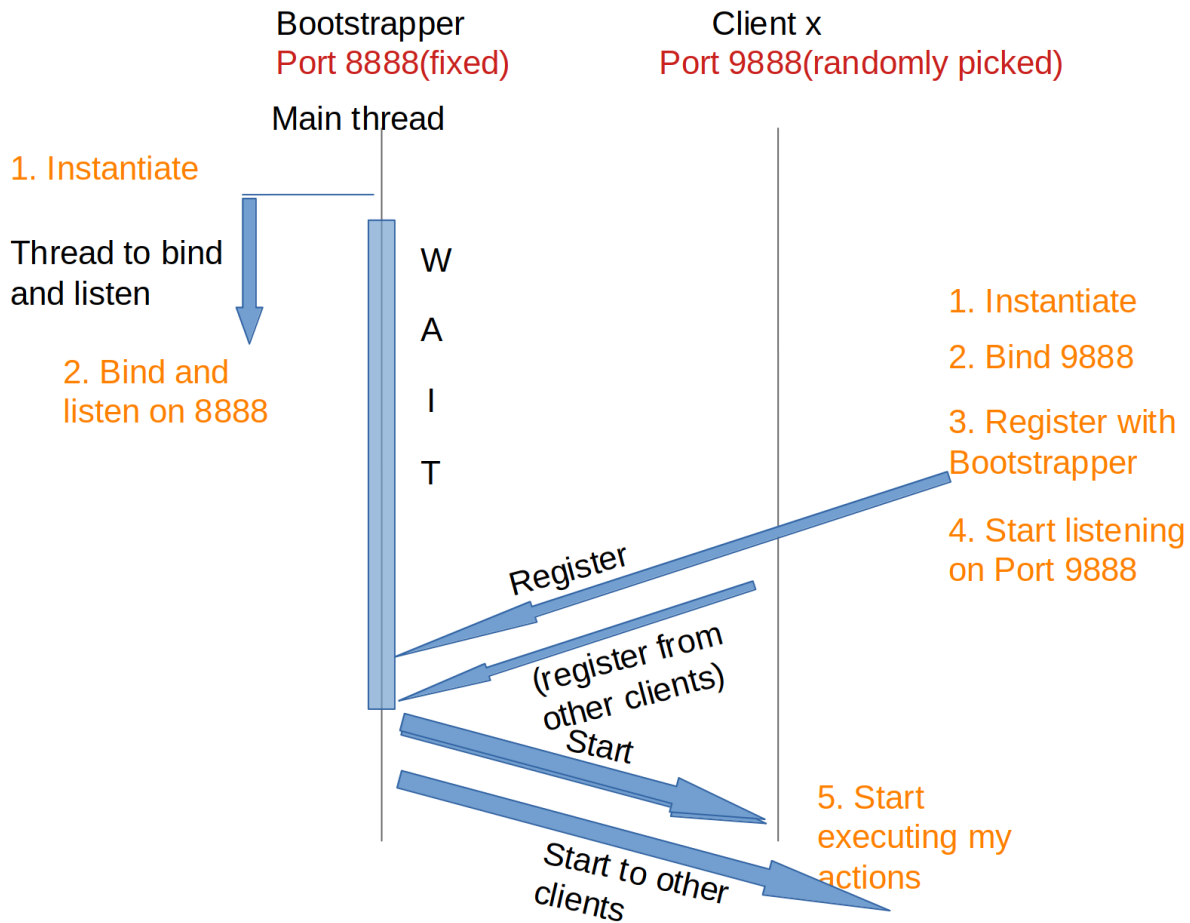 Bootstrapper
Port 8888(fixed)
Client x
Port 9888(randomly picked)
Main thread
1. Instantiate
Thread to bind
and listen
2. Bind and
listen on 8888
W
A
I
T
1. Instantiate
2. Bind 9888
3. Register with
Bootstrapper
4. Start listening
on Port 9888
Register
(register from
other clients)
Start
5. Start
executing my
actions
Start to other
clients